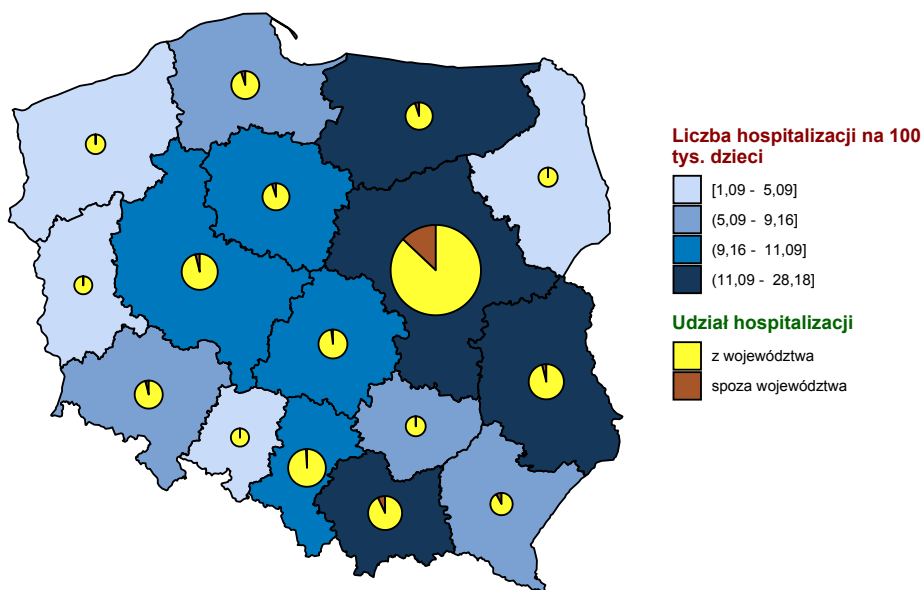 Liczba hospitalizacji na 100
tys. dzieci
[1,09 - 5,09]
(5,09 - 9,16]
(9,16 - 11,09]
(11,09 - 28,18]
Udział hospitalizacji
z województwa
spoza województwa